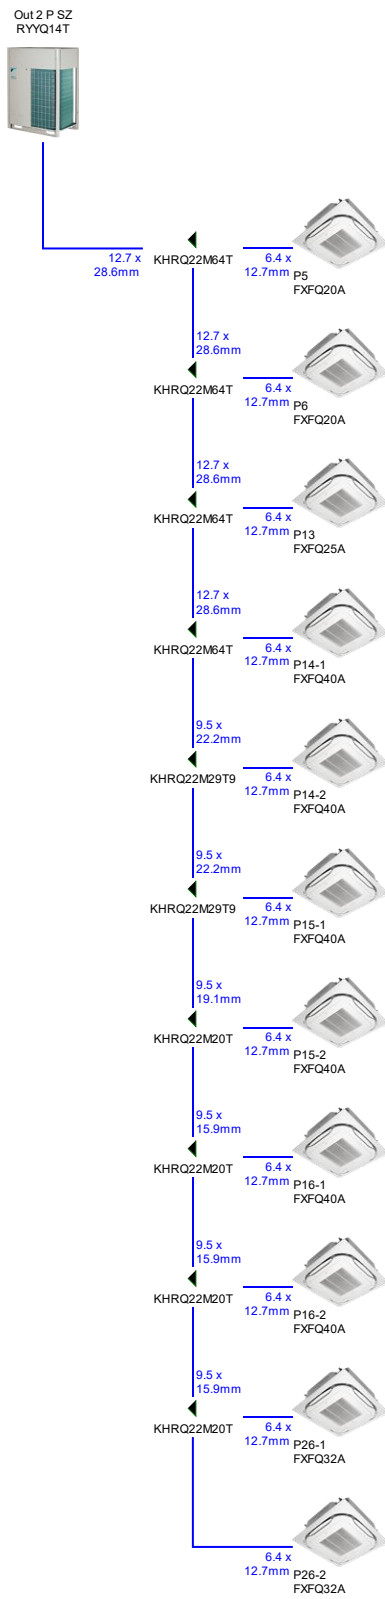 Out 2 P SZ
RYYQ14T
12.7 x
28.6mm
KHRQ22M64T
6.4 x
12.7mm
P5
FXFQ20A
12.7 x
28.6mm
KHRQ22M64T
6.4 x
12.7mm
P6
FXFQ20A
12.7 x
28.6mm
KHRQ22M64T
6.4 x
12.7mm
P13
FXFQ25A
12.7 x
28.6mm
KHRQ22M64T
6.4 x
12.7mm
P14-1
FXFQ40A
9.5 x
22.2mm
KHRQ22M29T9
6.4 x
12.7mm
P14-2
FXFQ40A
9.5 x
22.2mm
KHRQ22M29T9
6.4 x
12.7mm
P15-1
FXFQ40A
9.5 x
19.1mm
KHRQ22M20T
6.4 x
12.7mm
P15-2
FXFQ40A
9.5 x
15.9mm
KHRQ22M20T
6.4 x
12.7mm
P16-1
FXFQ40A
9.5 x
15.9mm
KHRQ22M20T
6.4 x
12.7mm
P16-2
FXFQ40A
9.5 x
15.9mm
KHRQ22M20T
6.4 x
12.7mm
P26-1
FXFQ32A
6.4 x
12.7mm
P26-2
FXFQ32A